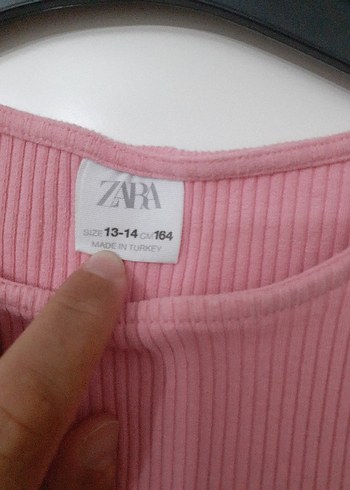 ZARA
SIZE 13-14 CM 164
MADE IN TURKEY